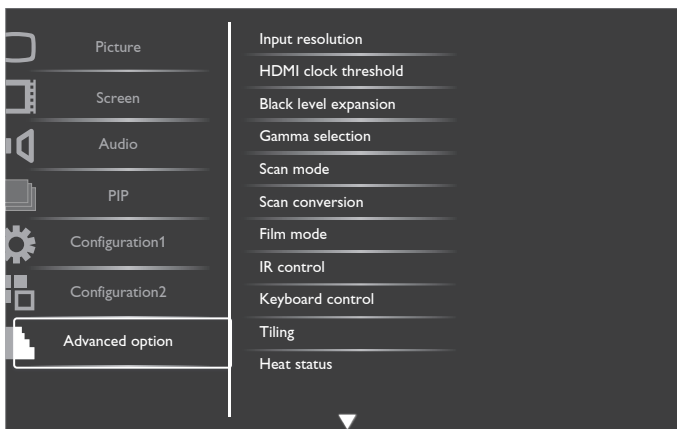 Picture
Screen
Audio
PIP
Configuration1
Configuration2
Advanced option
Input resolution
HDMI clock threshold
Black level expansion
Gamma selection
Scan mode
Scan conversion
Film mode
IR control
Keyboard control
Tiling
Heat status